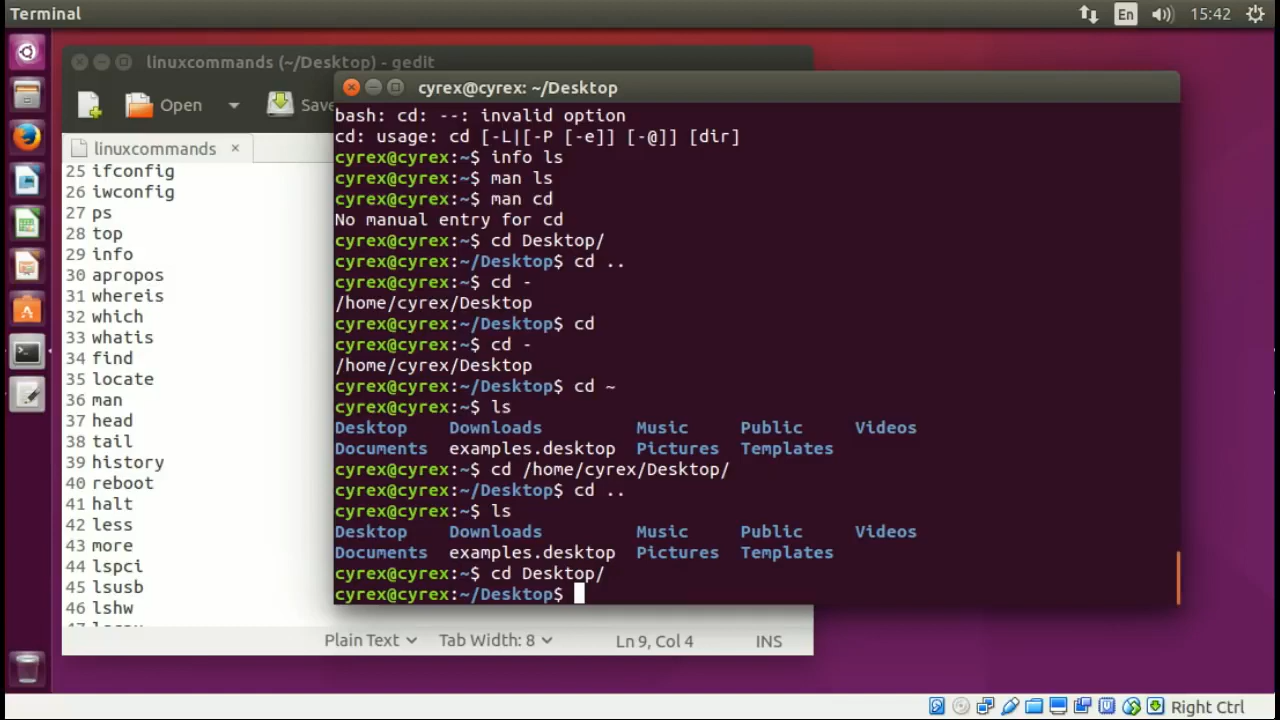 Terminal
En
15:42
linuxcommands (~/Desktop) - gedit
Open
Save
linuxcommands ×
25 ifconfig
26 iwconfig
27 ps
28 top
29 info
30 apropos
31 whereis
32 which
33 whatis
34 find
35 locate
36 man
37 head
38 tail
39 history
40 reboot
41 halt
42 less
43 more
44 lspci
45 lsusb
46 lshw
Plain Text
Tab Width: 8
Ln 9, Col 4
INS
cyrex@cyrex: ~/Desktop
bash: cd: --: invalid option
cd: usage: cd [-L|[-P [-e]] [-@]] [dir]
cyrex@cyrex:~$ info ls
cyrex@cyrex:~$ man ls
cyrex@cyrex:~$ man cd
No manual entry for cd
cyrex@cyrex:~$ cd Desktop/
cyrex@cyrex:~/Desktop$ cd ..
cyrex@cyrex:~$ cd -
/home/cyrex/Desktop
cyrex@cyrex:~/Desktop$ cd
cyrex@cyrex:~$ cd -
/home/cyrex/Desktop
cyrex@cyrex:~/Desktop$ cd ~
cyrex@cyrex:~$ ls
Desktop Downloads Music Public Videos
Documents examples.desktop Pictures Templates
cyrex@cyrex:~$ cd /home/cyrex/Desktop/
cyrex@cyrex:~/Desktop$ cd ..
cyrex@cyrex:~$ ls
Desktop Downloads Music Public Videos
Documents examples.desktop Pictures Templates
cyrex@cyrex:~$ cd Desktop/
cyrex@cyrex:~/Desktop$
Right Ctrl